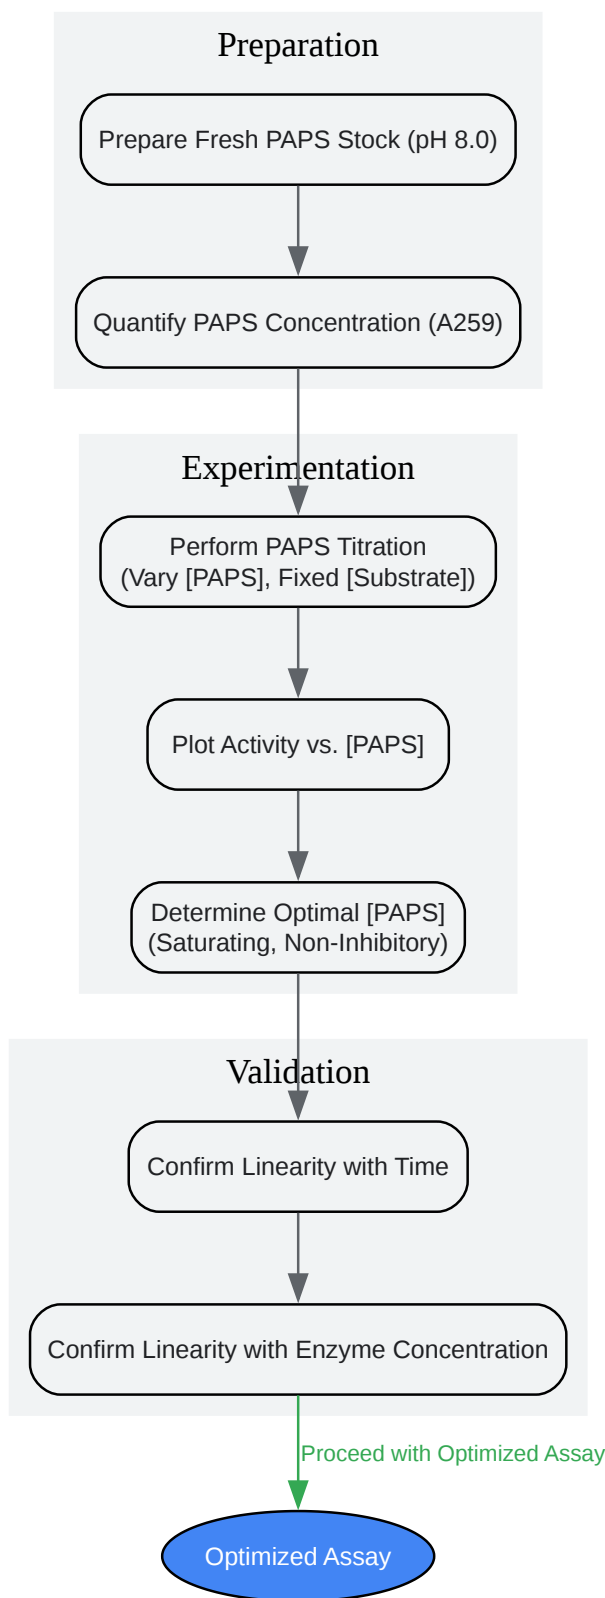 Preparation
Prepare Fresh PAPS Stock (pH 8.0)
Quantify PAPS Concentration (A259)
Experimentation
Perform PAPS Titration
(Vary [PAPS], Fixed [Substrate])
Plot Activity vs. [PAPS]
Determine Optimal [PAPS]
(Saturating, Non-Inhibitory)
Validation
Confirm Linearity with Time
Confirm Linearity with Enzyme Concentration
Proceed with Optimized Assay
Optimized Assay